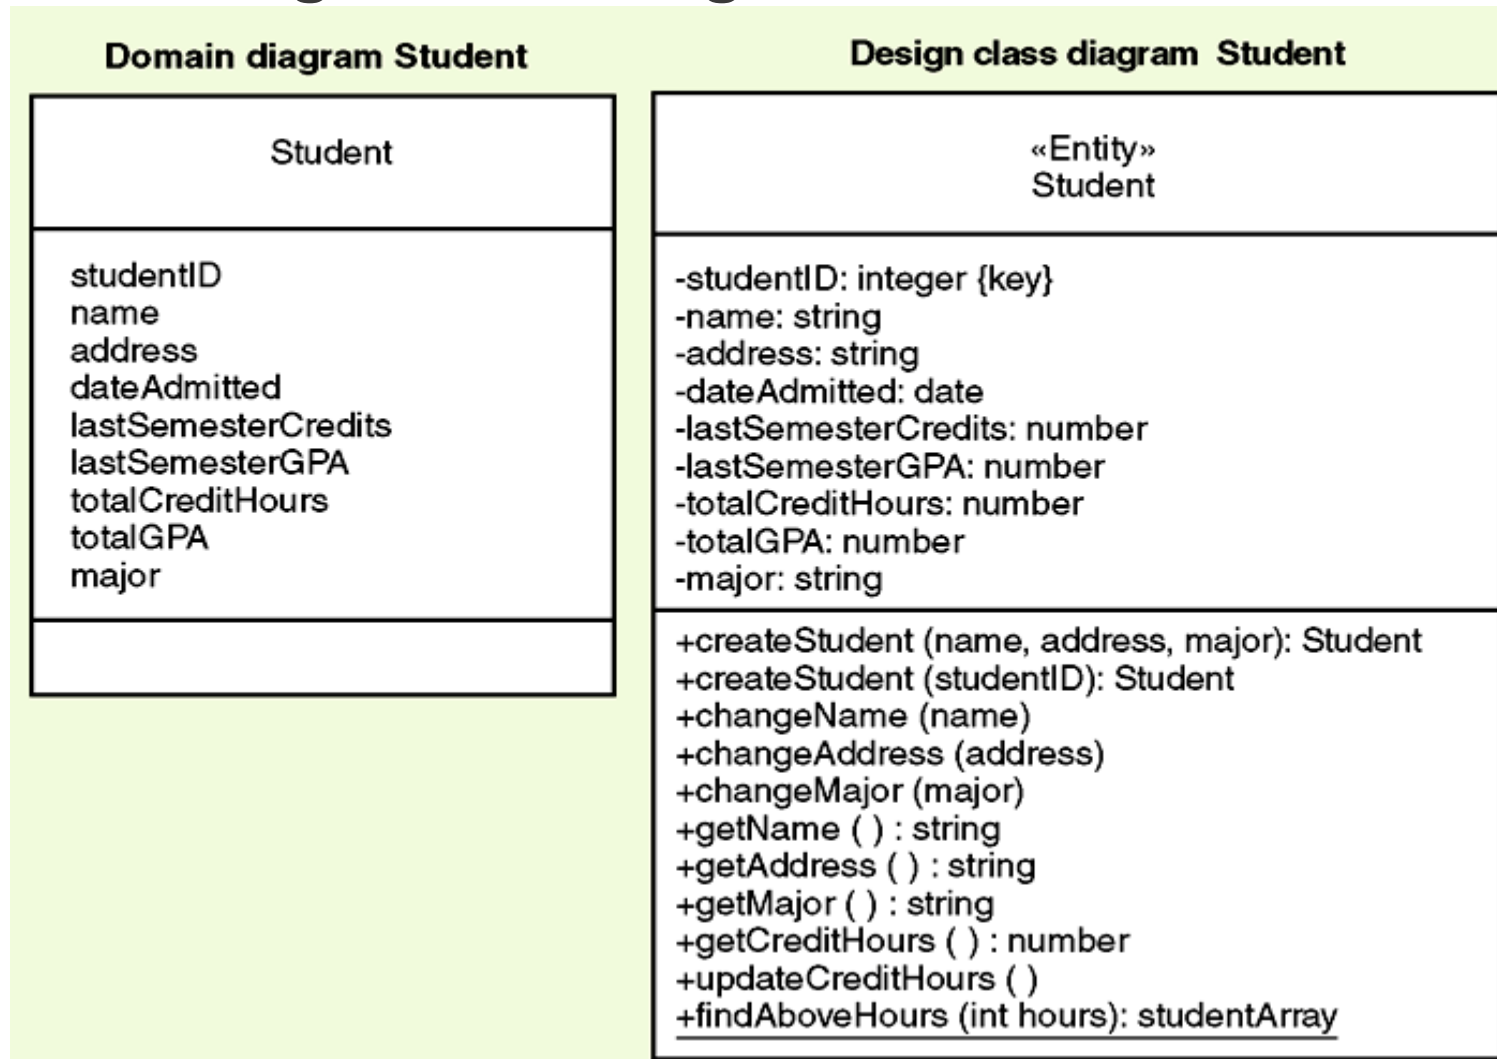 Domain diagram Student
Student
studentID
name
address
dateAdmitted
lastSemesterCredits
lastSemesterGPA
totalCreditHours
totalGPA
major
Design class diagram Student
«Entity»
Student
-studentID: integer {key}
-name: string
-address: string
-dateAdmitted: date
-lastSemesterCredits: number
-lastSemesterGPA: number
-totalCreditHours: number
-totalGPA: number
-major: string
+createStudent (name, address, major): Student
+createStudent (studentID): Student
+changeName (name)
+changeAddress (address)
+changeMajor (major)
+getName ( ) : string
+getAddress ( ) : string
+getMajor ( ) : string
+getCreditHours ( ) : number
+updateCreditHours ( )
+findAboveHours (int hours): studentArray